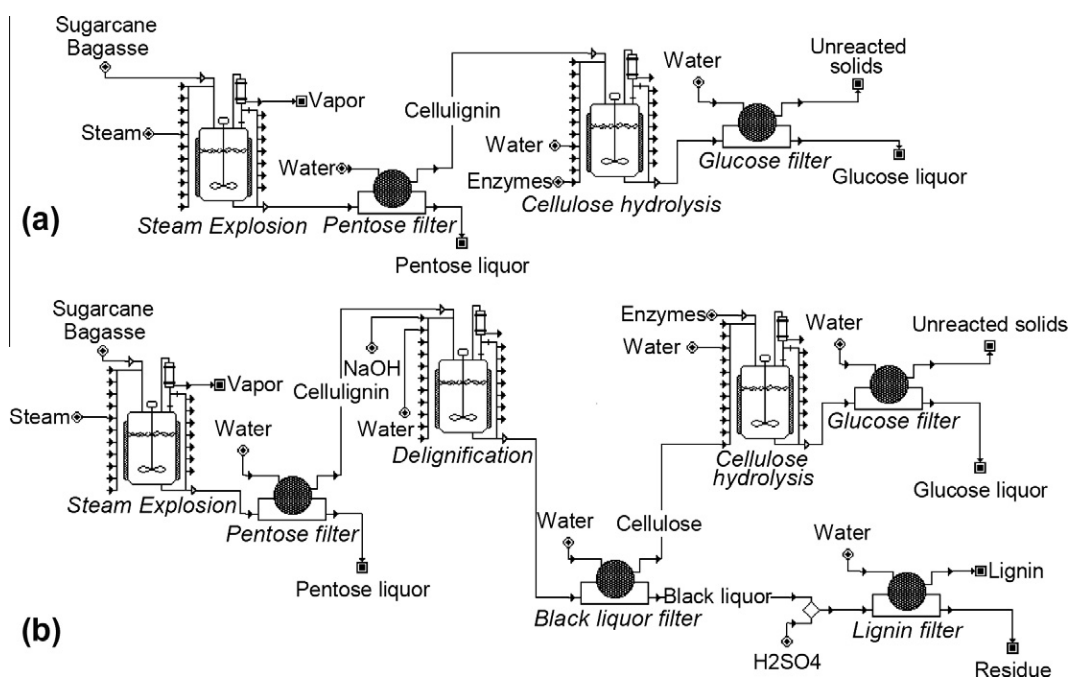 Sugarcane
Bagasse
Steam
Vapor
Steam Explosion
Water
Pentose filter
Pentose liquor
Cellulignin
Water
Enzymes
Cellulose hydrolysis
Water
Glucose filter
Unreacted
solids
Glucose liquor
(a)
Sugarcane
Bagasse
Steam
Vapor
Steam Explosion
Water
Pentose filter
Pentose liquor
Cellulignin
NaOH
Water
Delignification
Water
Black liquor filter
Cellulose
Black liquor
H2SO4
Enzymes
Water
Cellulose
hydrolysis
Water
Glucose filter
Unreacted solids
Glucose liquor
Water
Lignin filter
Lignin
Residue
(b)